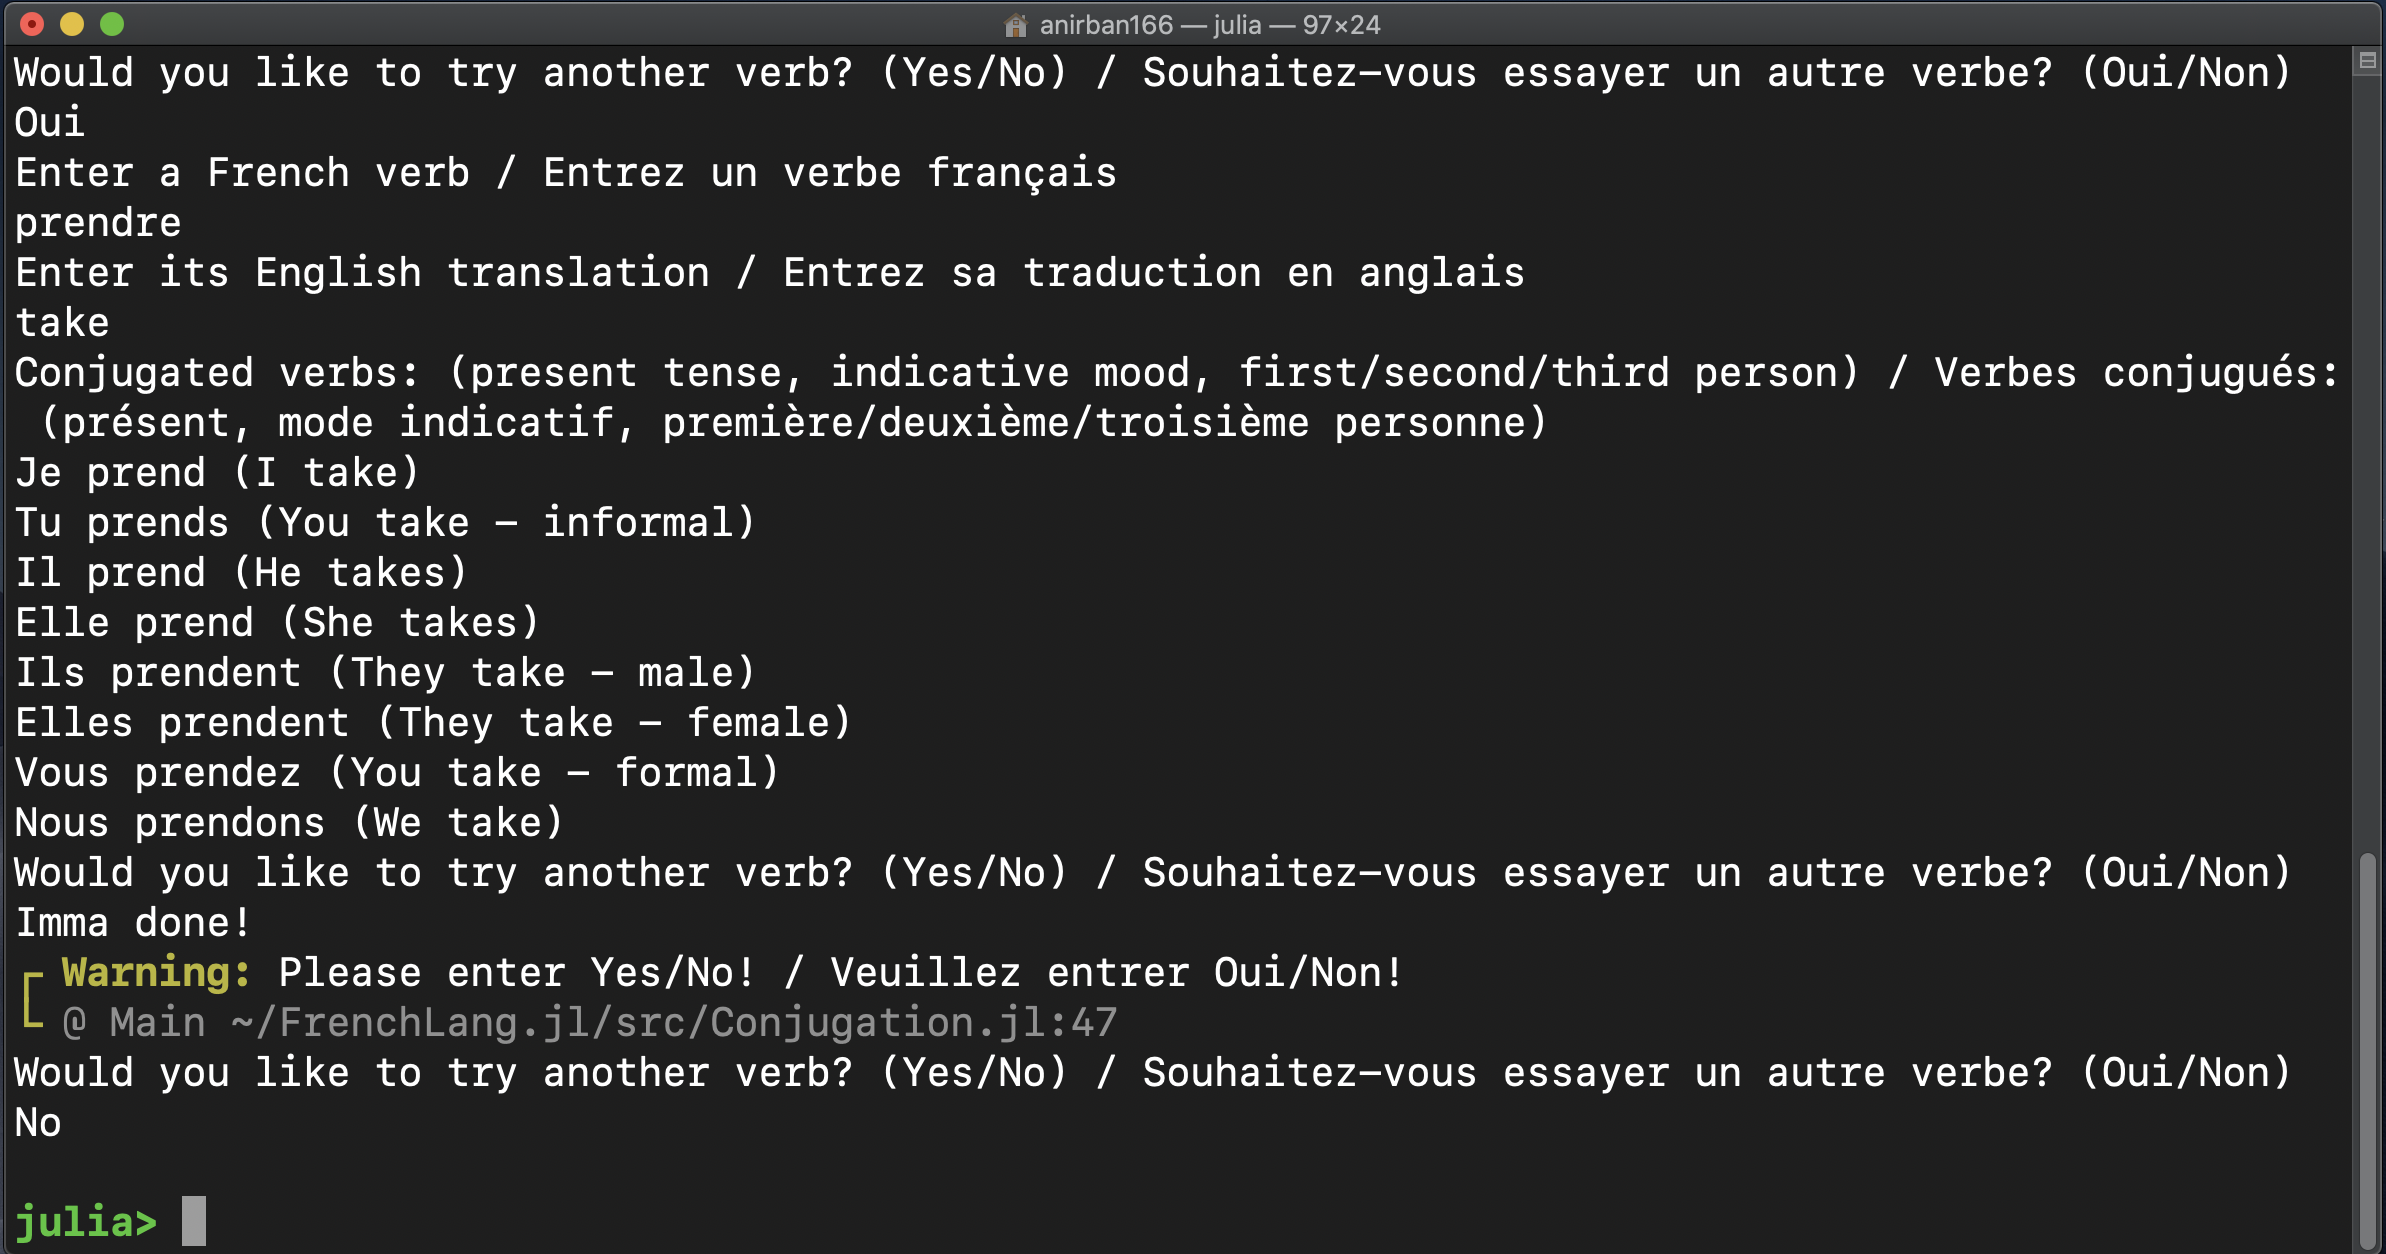 anirban166 — julia — 97×24
Would you like to try another verb? (Yes/No) / Souhaitez-vous essayer un autre verbe? (Oui/Non)
Oui
Enter a French verb / Entrez un verbe français
prendre
Enter its English translation / Entrez sa traduction en anglais
take
Conjugated verbs: (present tense, indicative mood, first/second/third person) / Verbes conjugués:
 (présent, mode indicatif, première/deuxième/troisième personne)
Je prend (I take)
Tu prends (You take - informal)
Il prend (He takes)
Elle prend (She takes)
Ils prendent (They take - male)
Elles prendent (They take - female)
Vous prendez (You take - formal)
Nous prendons (We take)
Would you like to try another verb? (Yes/No) / Souhaitez-vous essayer un autre verbe? (Oui/Non)
Imma done!
Warning: Please enter Yes/No! / Veuillez entrer Oui/Non!
@ Main ~/FrenchLang.jl/src/Conjugation.jl:47
Would you like to try another verb? (Yes/No) / Souhaitez-vous essayer un autre verbe? (Oui/Non)
No
julia>